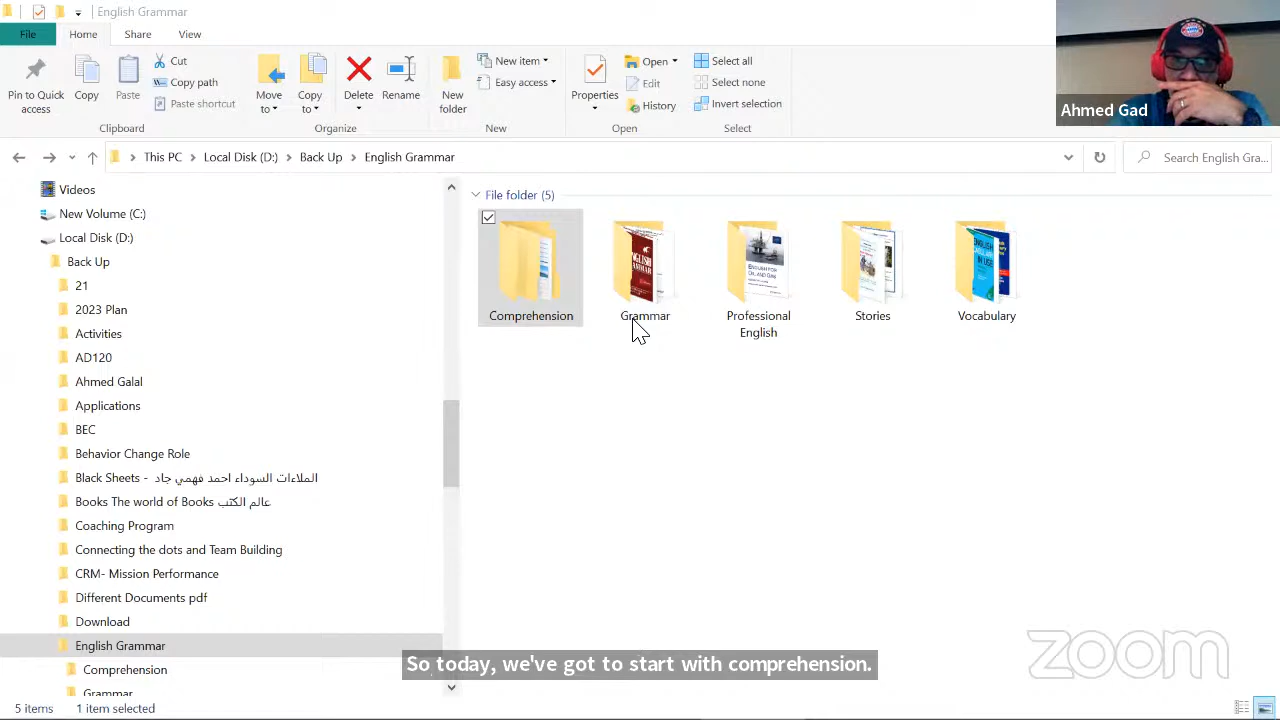 English Grammar
File Home Share View
Pin to Quick access
Copy
Paste
Cut
Copy path
Paste shortcut
Clipboard
Move to
Copy to
Delete
Rename
Organize
New folder
New item
Easy access
New
Properties
Open
Edit
History
Open
Select all
Select none
Invert selection
Select
Ahmed Gad
This PC > Local Disk (D:) > Back Up > English Grammar
Search English Gra...
Videos
New Volume (C:)
Local Disk (D:)
Back Up
21
2023 Plan
Activities
AD120
Ahmed Galal
Applications
BEC
Behavior Change Role
Black Sheets - الملاءات السوداء احمد فهمي جاد
Books The world of Books عالم الكتب
Coaching Program
Connecting the dots and Team Building
CRM- Mission Performance
Different Documents pdf
Download
English Grammar
Comprehension
Grammar
File folder (5)
Comprehension
Grammar
Professional
English
Stories
Vocabulary
So today, we've got to start with comprehension.
zoom
5 items 1 item selected